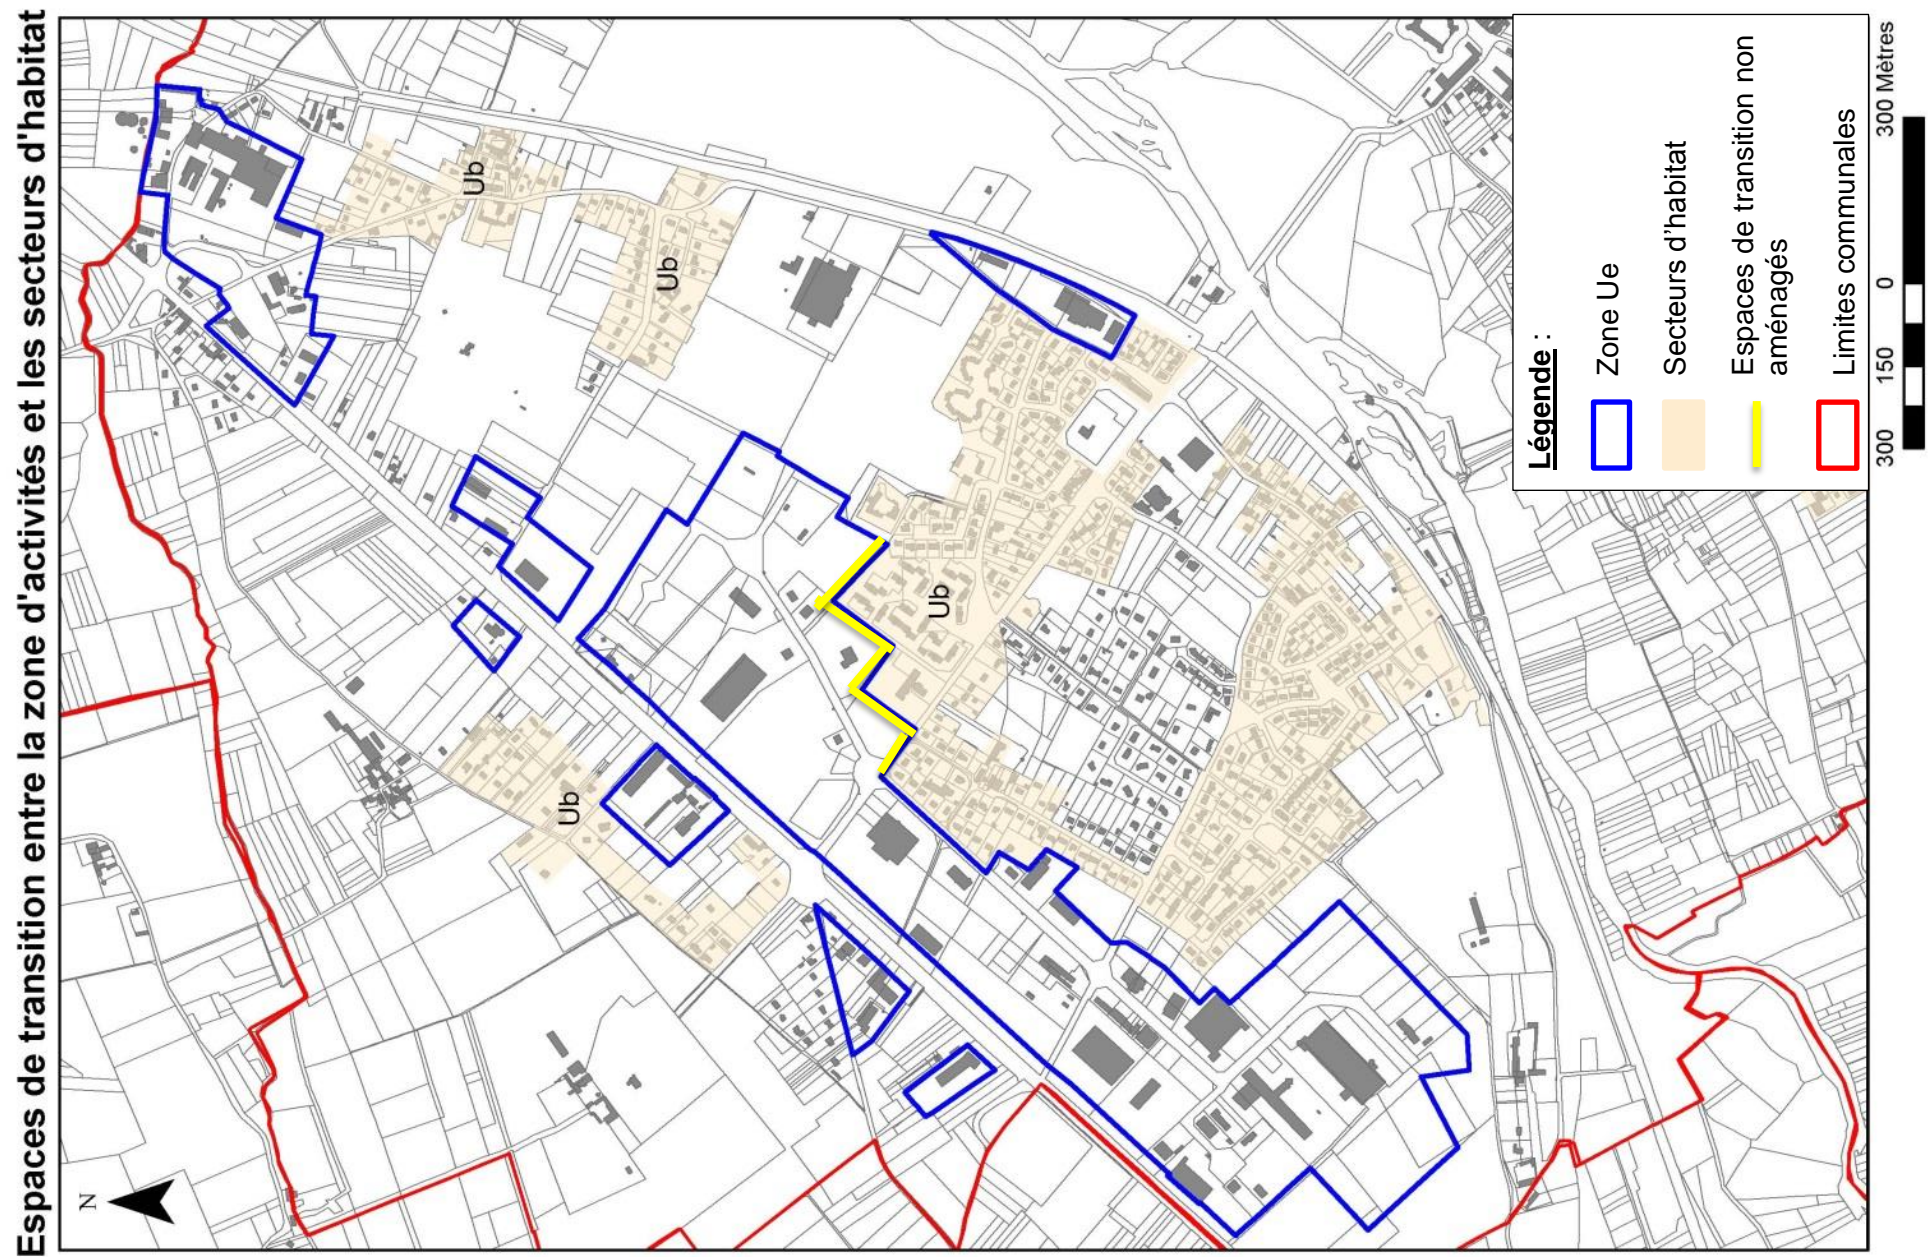 Espaces de transition entre la zone d'activités et les secteurs d'habitat
N
Ub
Ub
Ub
Ub
Légende :
Zone Ue
Secteurs d'habitat
Espaces de transition non
aménagés
Limites communales
300 150 0 300 Mètres